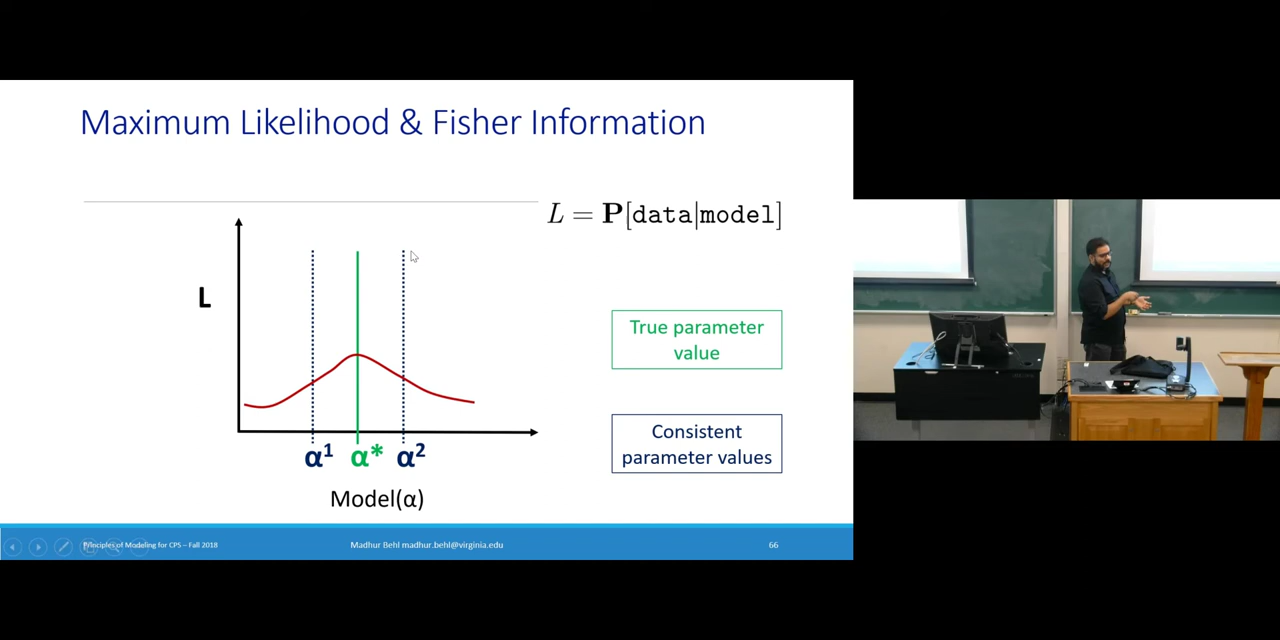 Maximum Likelihood & Fisher Information
L = P[data|model]
L
True parameter
value
Consistent
parameter values
α¹ α* α²
Model(α)
Principles of Modeling for CPS – Fall 2018
Madhur Behl madhur.behl@virginia.edu
66